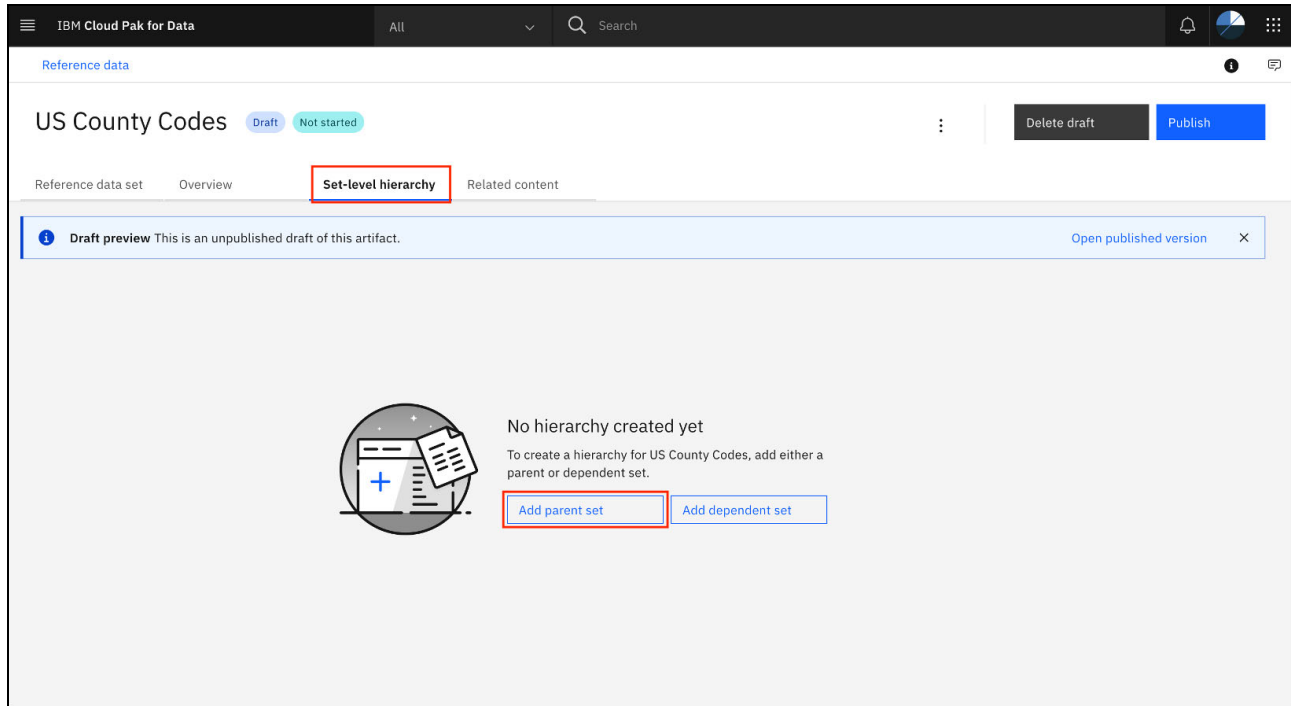 IBM Cloud Pak for Data
All
Search
Reference data
US County Codes
Draft
Not started
Delete draft
Publish
Reference data set
Overview
Set-level hierarchy
Related content
Draft preview This is an unpublished draft of this artifact.
Open published version
No hierarchy created yet
To create a hierarchy for US County Codes, add either a
parent or dependent set.
Add parent set
Add dependent set